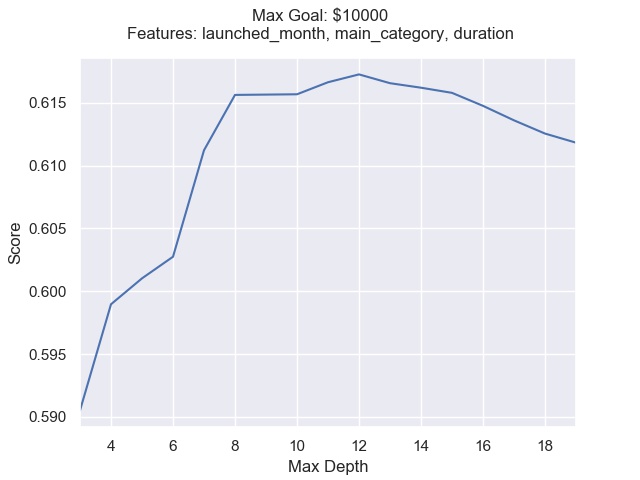 Max Goal: $10000
Features: launched_month, main_category, duration
Score
0.615
0.610
0.605
0.600
0.595
0.590
4 6 8 10 12 14 16 18
Max Depth